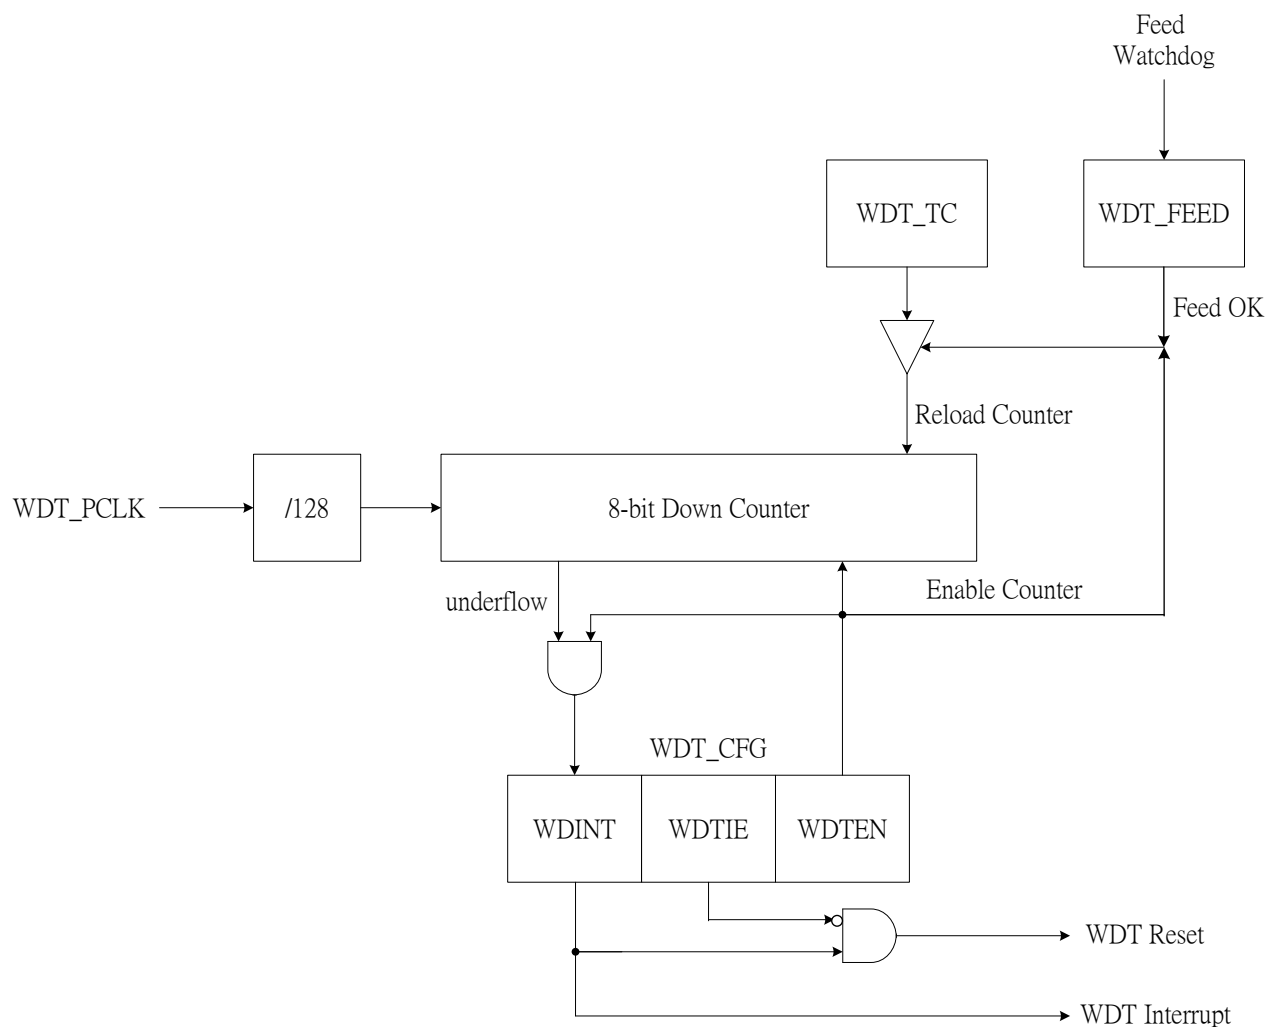 Feed
Watchdog
WDT_TC
WDT_FEED
Feed OK
Reload Counter
WDT_PCLK
/128
8-bit Down Counter
underflow
Enable Counter
WDT_CFG
WDINT
WDTIE
WDTEN
WDT Reset
WDT Interrupt